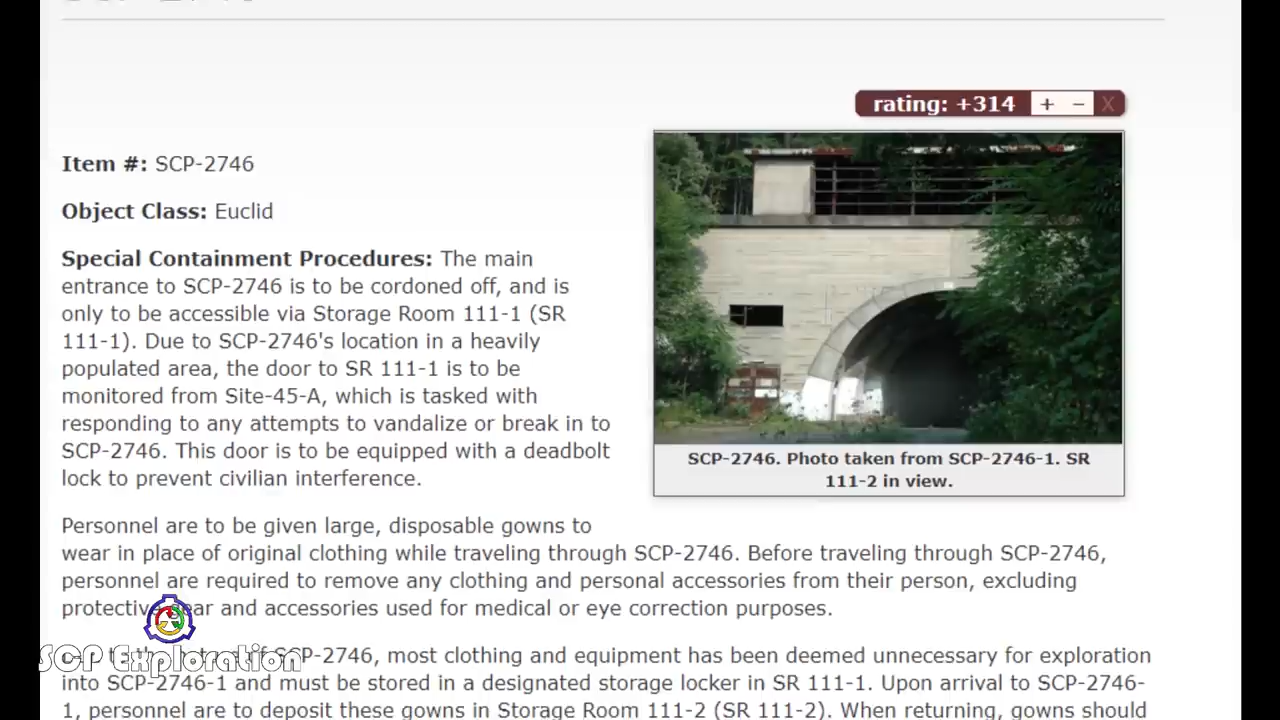 rating: +314 + − X
Item #: SCP-2746
Object Class: Euclid
Special Containment Procedures: The main
entrance to SCP-2746 is to be cordoned off, and is
only to be accessible via Storage Room 111-1 (SR
111-1). Due to SCP-2746's location in a heavily
populated area, the door to SR 111-1 is to be
monitored from Site-45-A, which is tasked with
responding to any attempts to vandalize or break in to
SCP-2746. This door is to be equipped with a deadbolt
lock to prevent civilian interference.
SCP-2746. Photo taken from SCP-2746-1. SR
111-2 in view.
Personnel are to be given large, disposable gowns to
wear in place of original clothing while traveling through SCP-2746. Before traveling through SCP-2746,
personnel are required to remove any clothing and personal accessories from their person, excluding
protective gear and accessories used for medical or eye correction purposes.
SCP-2746, most clothing and equipment has been deemed unnecessary for exploration
SCP Exploration
into SCP-2746-1 and must be stored in a designated storage locker in SR 111-1. Upon arrival to SCP-2746-
1, personnel are to deposit these gowns in Storage Room 111-2 (SR 111-2). When returning, gowns should